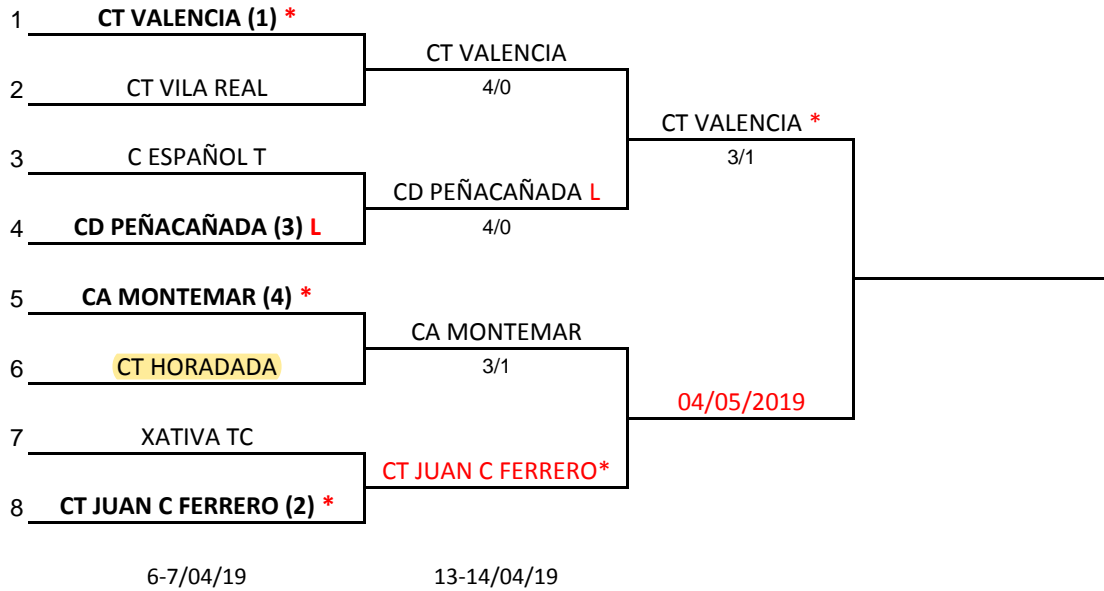 1 CT VALENCIA (1) *
CT VALENCIA
4/0
2 CT VILA REAL
CT VALENCIA *
3/1
3 C ESPAÑOL T
CD PEÑACAÑADA L
4/0
4 CD PEÑACAÑADA (3) L
5 CA MONTEMAR (4) *
CA MONTEMAR
3/1
6 CT HORADADA
04/05/2019
7 XATIVA TC
CT JUAN C FERRERO*
8 CT JUAN C FERRERO (2) *
6-7/04/19 13-14/04/19